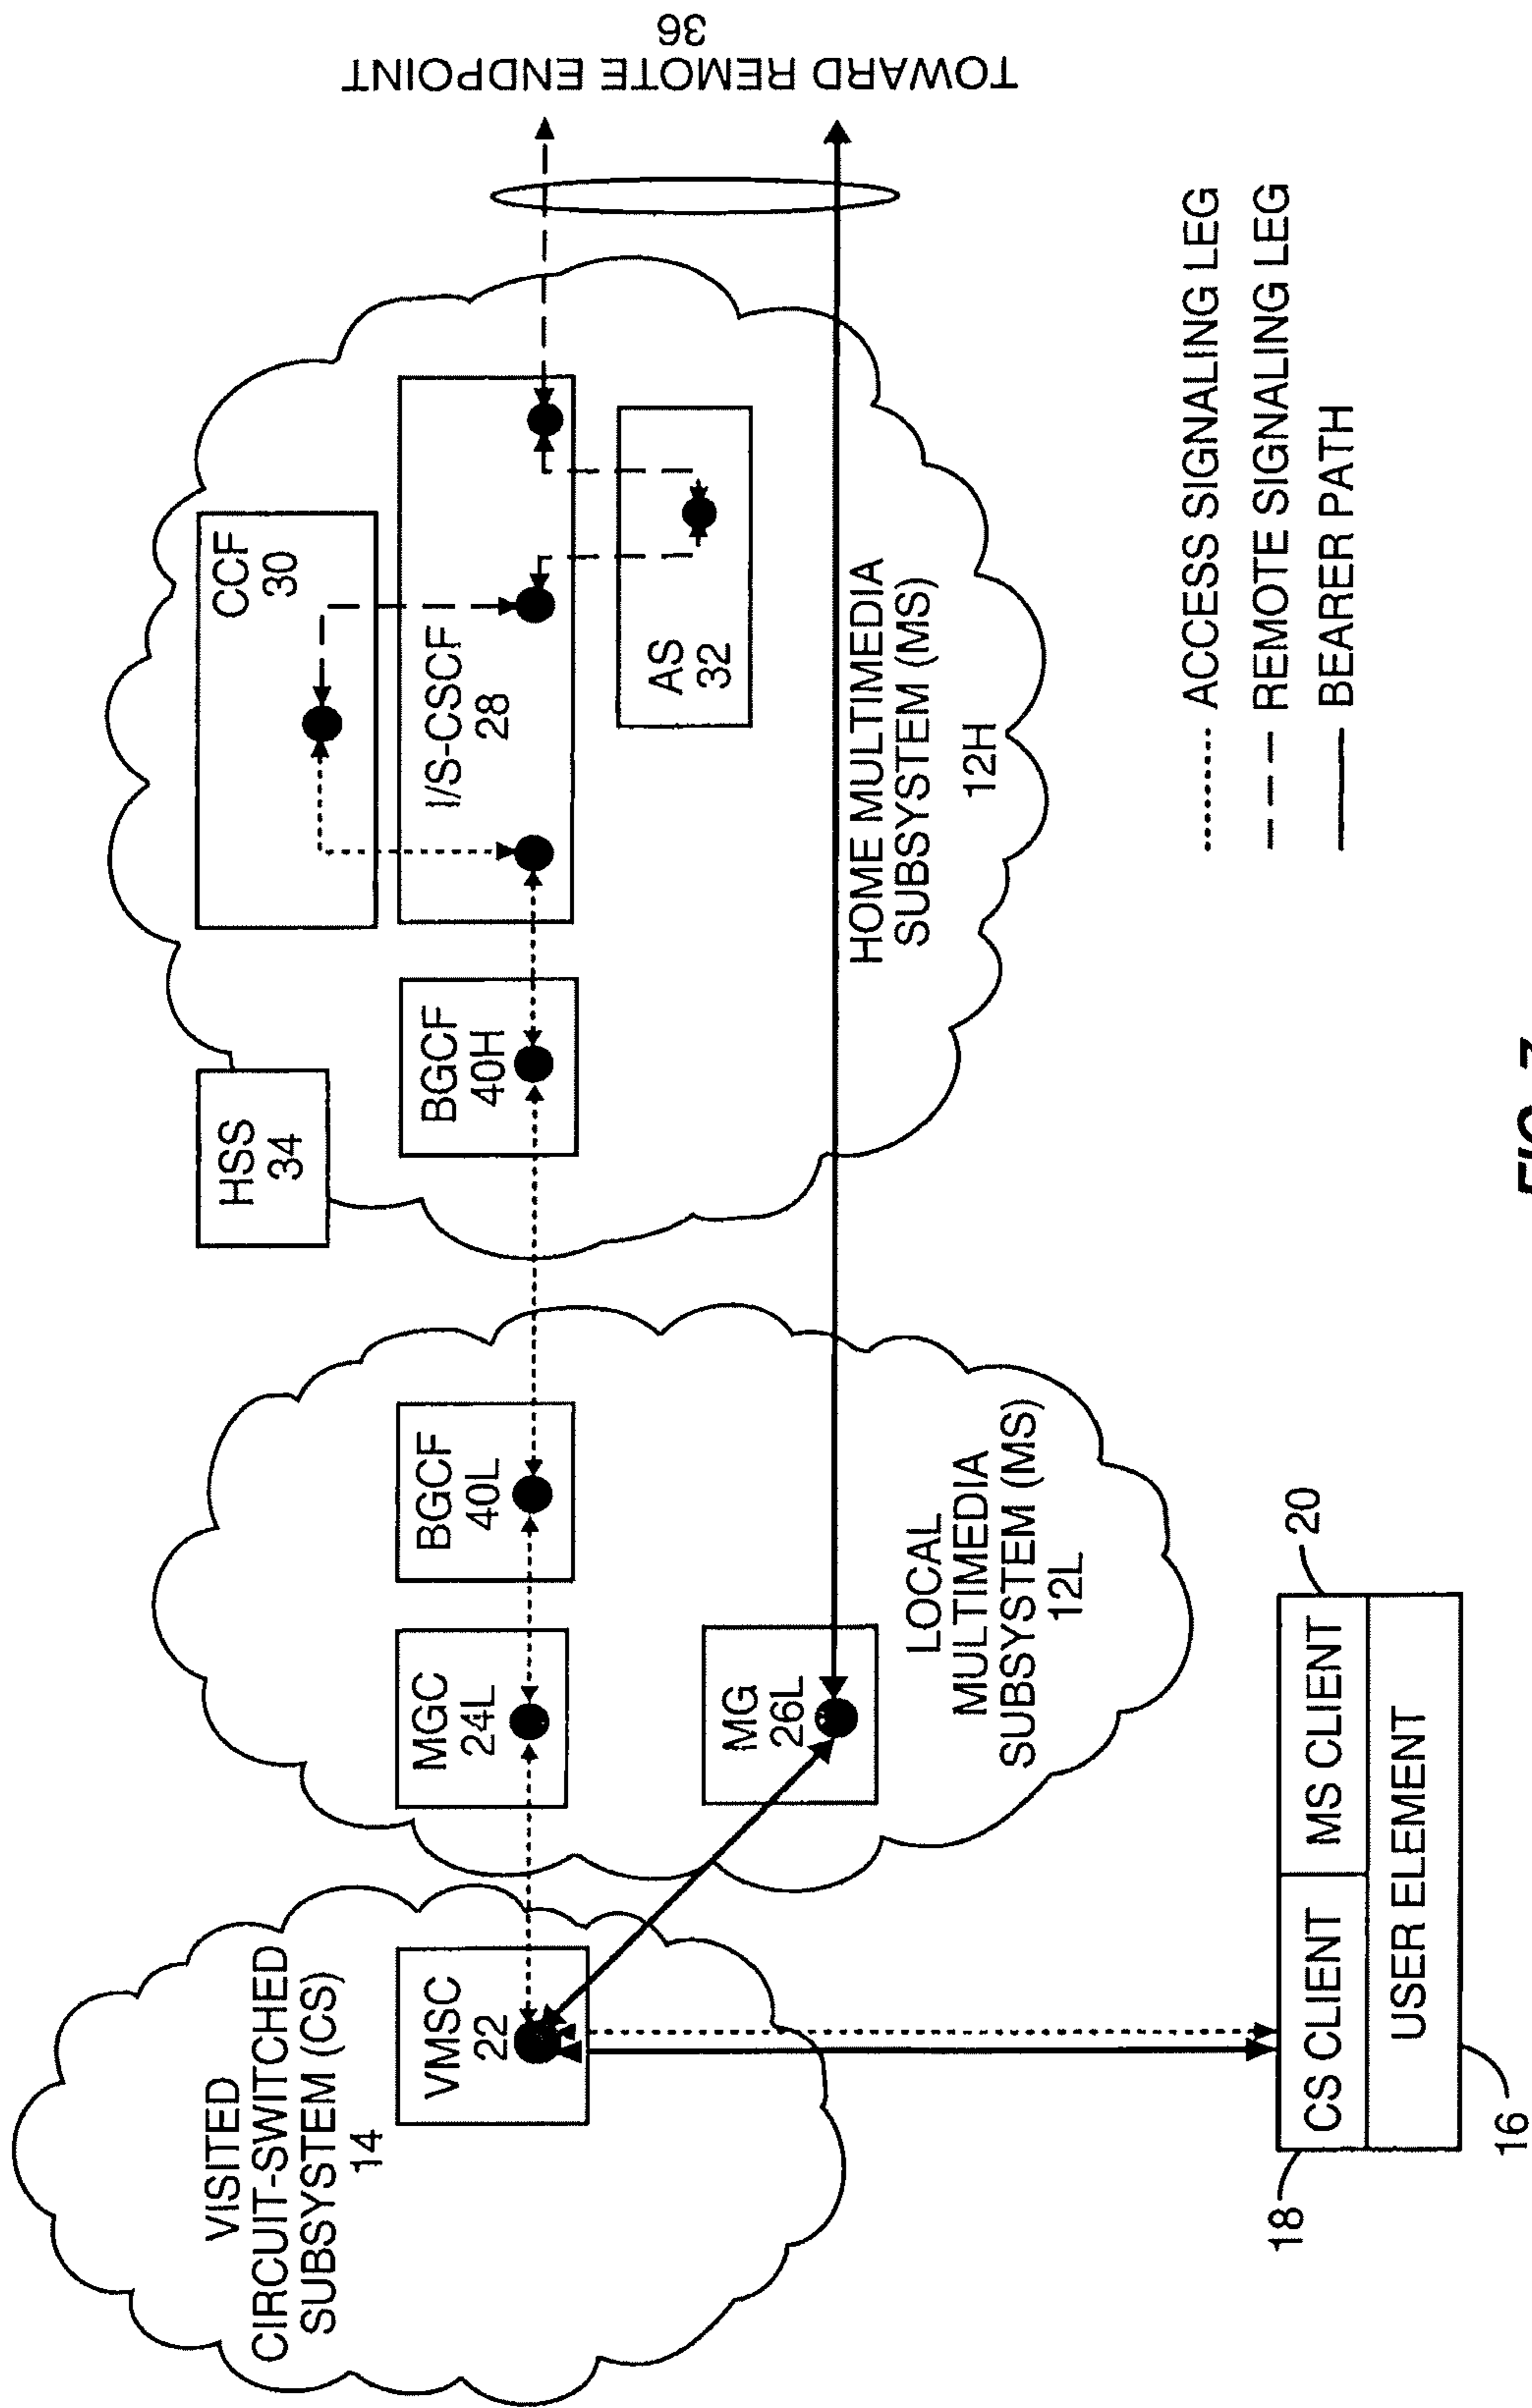 VISITED
CIRCUIT-SWITCHED
SUBSYSTEM (CS)
14
VMSC
22
MGC
24L
BGCF
40L
MG
26L
LOCAL
MULTIMEDIA
SUBSYSTEM (MS)
12L
HSS
34
BGCF
40H
CCF
30
I/S-CSCF
28
AS
32
HOME MULTIMEDIA
SUBSYSTEM (MS)
12H
TOWARD REMOTE ENDPOINT
36
18
CS CLIENT
MS CLIENT
20
USER ELEMENT
16
ACCESS SIGNALING LEG
REMOTE SIGNALING LEG
BEARER PATH